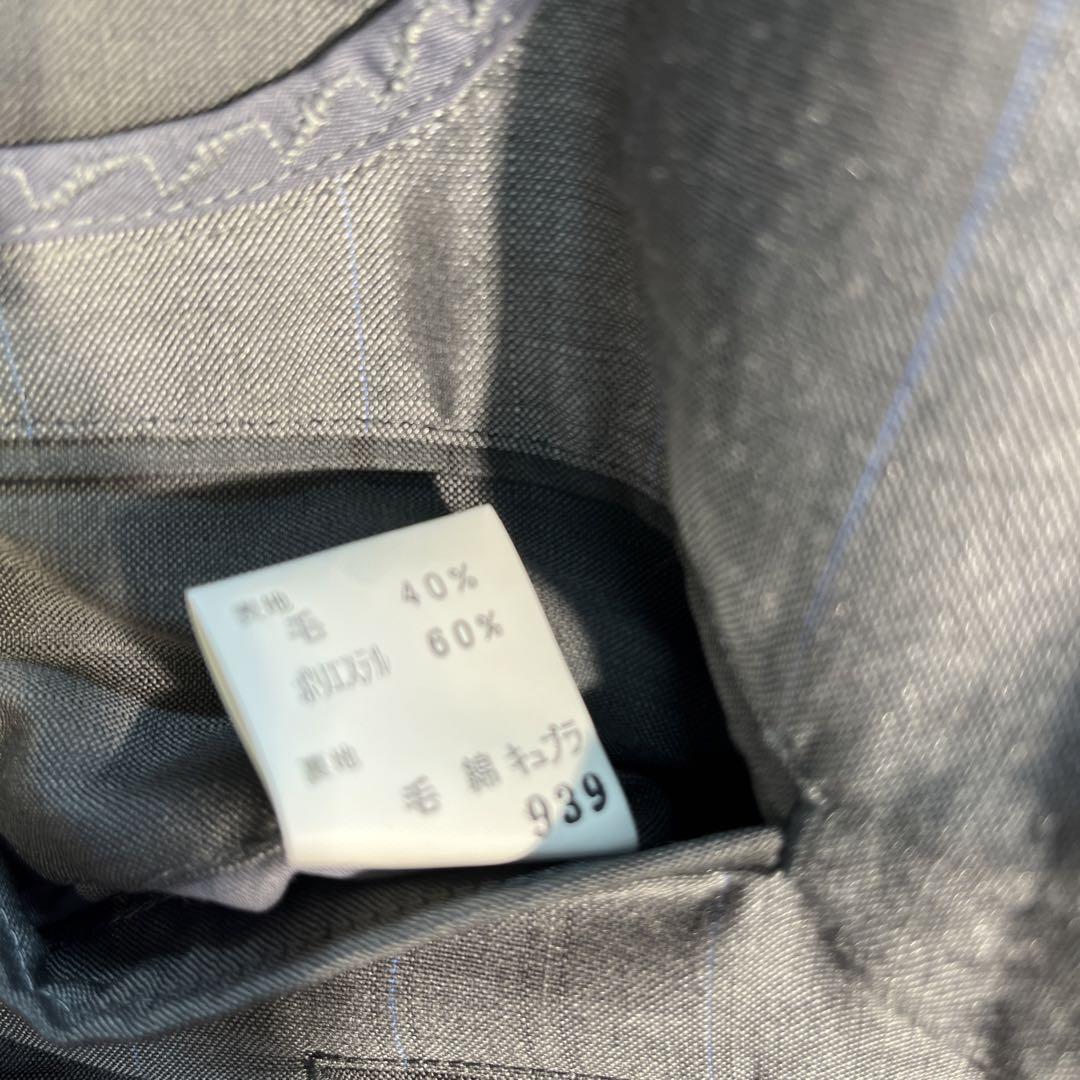 表地
毛 40%
ポリエステル 60%
裏地
毛 綿 キュプラ
939